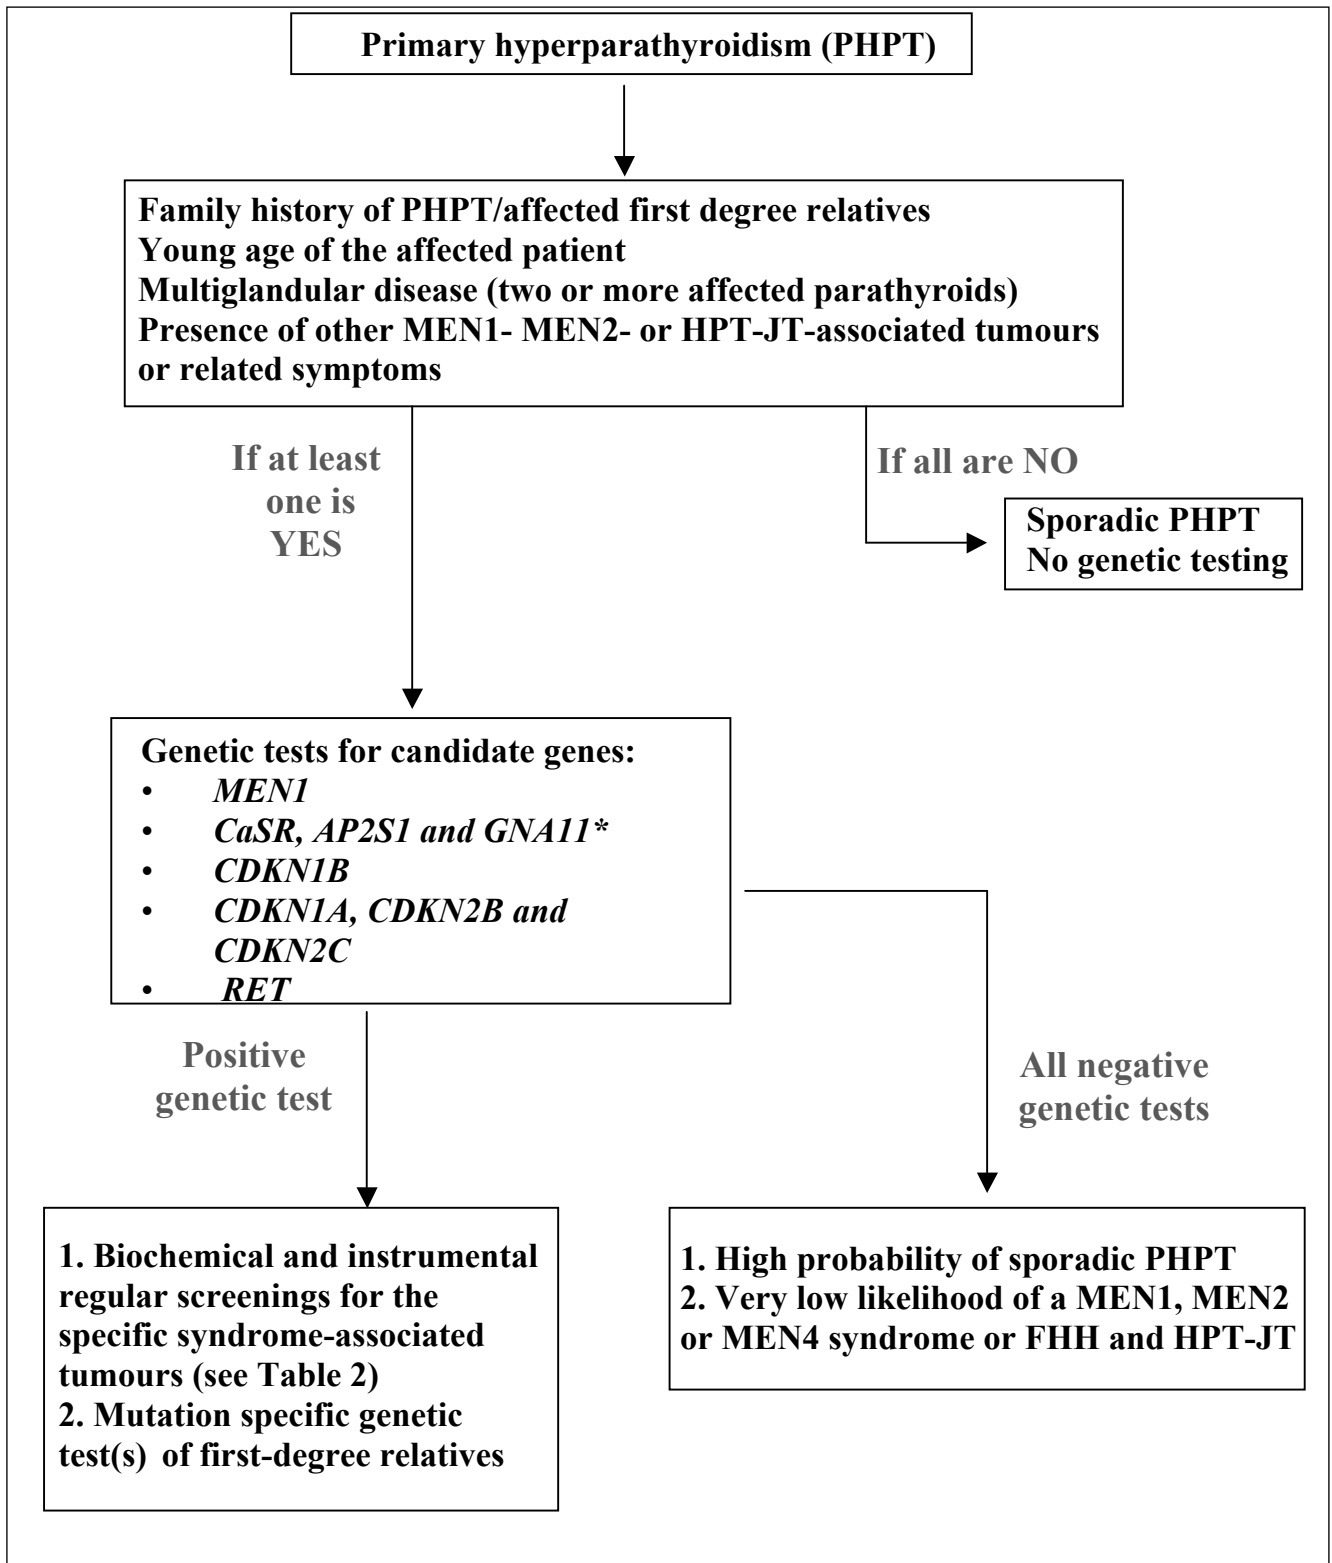 Primary hyperparathyroidism (PHPT)
Family history of PHPT/affected first degree relatives
Young age of the affected patient
Multiglandular disease (two or more affected parathyroids)
Presence of other MEN1- MEN2- or HPT-JT-associated tumours
or related symptoms
If at least
one is
YES
If all are NO
Sporadic PHPT
No genetic testing
Genetic tests for candidate genes:
• MEN1
• CaSR, AP2S1 and GNA11*
• CDKN1B
• CDKN1A, CDKN2B and
CDKN2C
• RET
Positive
genetic test
All negative
genetic tests
1. Biochemical and instrumental
regular screenings for the
specific syndrome-associated
tumours (see Table 2)
2. Mutation specific genetic
test(s) of first-degree relatives
1. High probability of sporadic PHPT
2. Very low likelihood of a MEN1, MEN2
or MEN4 syndrome or FHH and HPT-JT